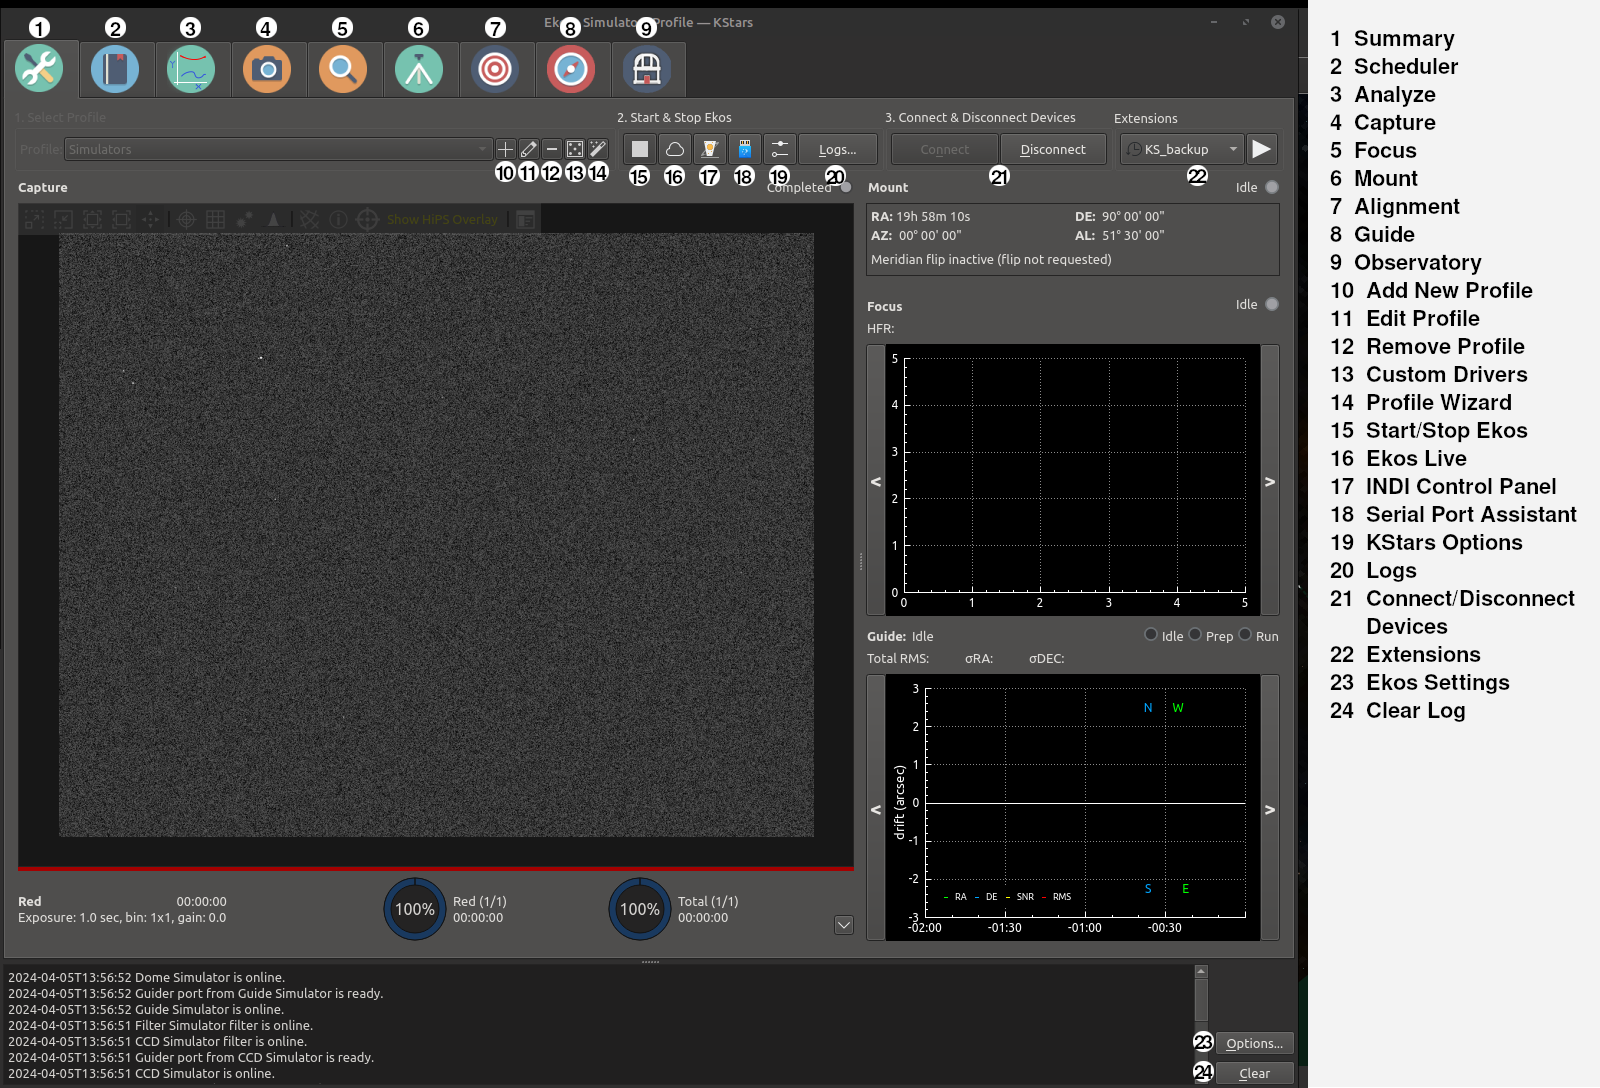 Eko Simulato Profile — KStars
1 2 3 4 5 6 7 8 9
1. Select Profile
2. Start & Stop Ekos
3. Connect & Disconnect Devices
Extensions
Profile: Simulators
Logs...
Connect
Disconnect
KS_backup
10 11 12 13 14 15 16 17 18 19 20 21 22
Capture
Completed
Show HiPS Overlay
Red
00:00:00
Exposure: 1.0 sec, bin: 1x1, gain: 0.0
100%
Red (1/1)
00:00:00
100%
Total (1/1)
00:00:00
Mount
Idle
RA: 19h 58m 10s
DE: 90° 00' 00"
AZ: 00° 00' 00"
AL: 51° 30' 00"
Meridian flip inactive (flip not requested)
Focus
Idle
HFR:
5
4
3
2
1
0
0 1 2 3 4 5
<
>
Guide: Idle
Idle Prep Run
Total RMS: σRA: σDEC:
drift (arcsec)
3
2
1
0
-1
-2
-3
N W
S E
RA DE SNR RMS
-02:00 -01:30 -01:00 -00:30
<
>
2024-04-05T13:56:52 Dome Simulator is online.
2024-04-05T13:56:52 Guider port from Guide Simulator is ready.
2024-04-05T13:56:52 Guide Simulator is online.
2024-04-05T13:56:51 Filter Simulator filter is online.
2024-04-05T13:56:51 CCD Simulator filter is online.
2024-04-05T13:56:51 Guider port from CCD Simulator is ready.
2024-04-05T13:56:51 CCD Simulator is online.
23 Options...
24 Clear
1 Summary
2 Scheduler
3 Analyze
4 Capture
5 Focus
6 Mount
7 Alignment
8 Guide
9 Observatory
10 Add New Profile
11 Edit Profile
12 Remove Profile
13 Custom Drivers
14 Profile Wizard
15 Start/Stop Ekos
16 Ekos Live
17 INDI Control Panel
18 Serial Port Assistant
19 KStars Options
20 Logs
21 Connect/Disconnect
Devices
22 Extensions
23 Ekos Settings
24 Clear Log